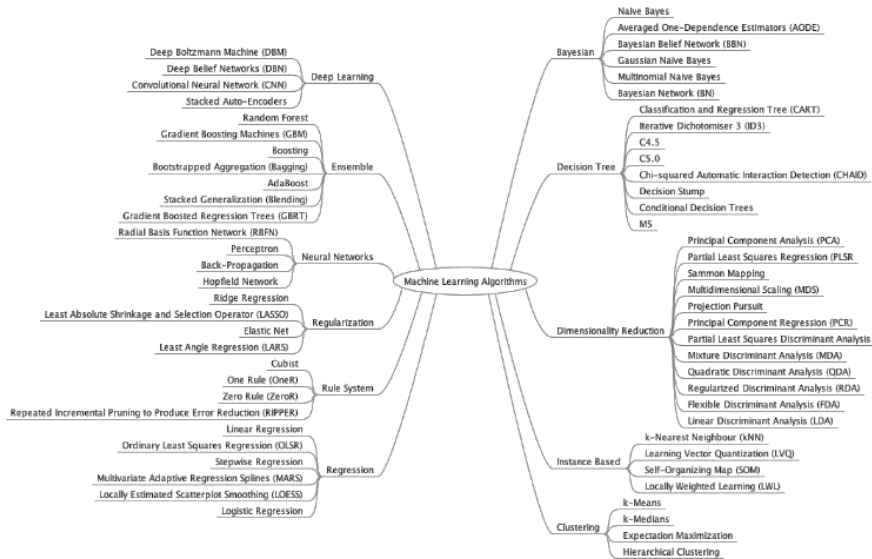 Machine Learning Algorithms
Deep Learning
Deep Boltzmann Machine (DBM)
Deep Belief Networks (DBN)
Convolutional Neural Network (CNN)
Stacked Auto-Encoders
Ensemble
Random Forest
Gradient Boosting Machines (GBM)
Boosting
Bootstrapped Aggregation (Bagging)
AdaBoost
Stacked Generalization (Blending)
Gradient Boosted Regression Trees (GBRT)
Neural Networks
Radial Basis Function Network (RBFN)
Perceptron
Back-Propagation
Hopfield Network
Regularization
Ridge Regression
Least Absolute Shrinkage and Selection Operator (LASSO)
Elastic Net
Least Angle Regression (LARS)
Rule System
Cubist
One Rule (OneR)
Zero Rule (ZeroR)
Repeated Incremental Pruning to Produce Error Reduction (RIPPER)
Regression
Linear Regression
Ordinary Least Squares Regression (OLSR)
Stepwise Regression
Multivariate Adaptive Regression Splines (MARS)
Locally Estimated Scatterplot Smoothing (LOESS)
Logistic Regression
Bayesian
Naive Bayes
Averaged One-Dependence Estimators (AODE)
Bayesian Belief Network (BBN)
Gaussian Naive Bayes
Multinomial Naive Bayes
Bayesian Network (BN)
Decision Tree
Classification and Regression Tree (CART)
Iterative Dichotomiser 3 (ID3)
C4.5
C5.0
Chi-squared Automatic Interaction Detection (CHAID)
Decision Stump
Conditional Decision Trees
M5
Dimensionality Reduction
Principal Component Analysis (PCA)
Partial Least Squares Regression (PLSR
Sammon Mapping
Multidimensional Scaling (MDS)
Projection Pursuit
Principal Component Regression (PCR)
Partial Least Squares Discriminant Analysis
Mixture Discriminant Analysis (MDA)
Quadratic Discriminant Analysis (QDA)
Regularized Discriminant Analysis (RDA)
Flexible Discriminant Analysis (FDA)
Linear Discriminant Analysis (LDA)
Instance Based
k-Nearest Neighbour (kNN)
Learning Vector Quantization (LVQ)
Self-Organizing Map (SOM)
Locally Weighted Learning (LWL)
Clustering
k-Means
k-Medians
Expectation Maximization
Hierarchical Clustering